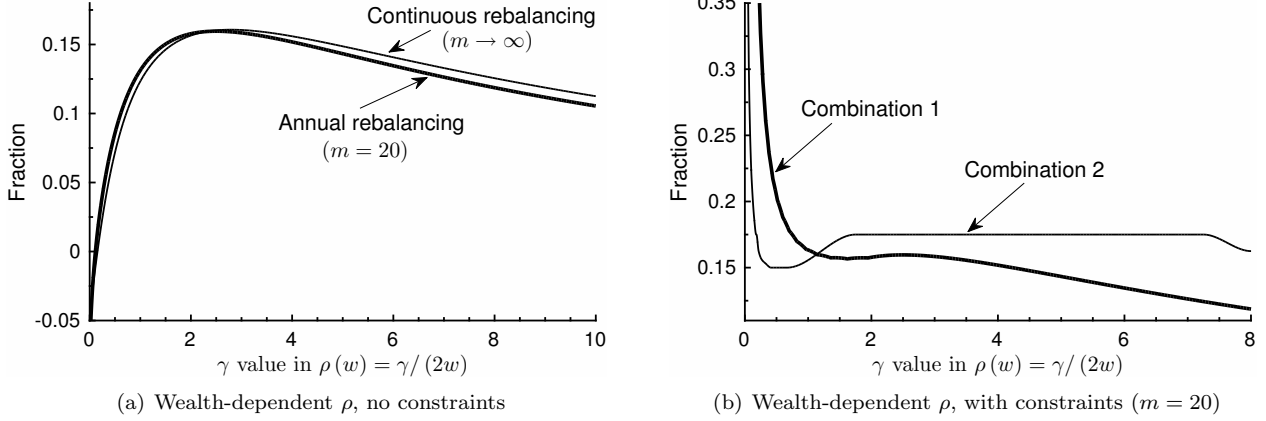 Fraction
0.15
0.1
0.05
0
-0.05
0 2 4 6 8 10
Continuous rebalancing
(m → ∞)
Annual rebalancing
(m = 20)
γ value in ρ (w) = γ/ (2w)
(a) Wealth-dependent ρ, no constraints
Fraction
0.35
0.3
0.25
0.2
0.15
0 2 4 6 8
Combination 1
Combination 2
γ value in ρ (w) = γ/ (2w)
(b) Wealth-dependent ρ, with constraints (m = 20)